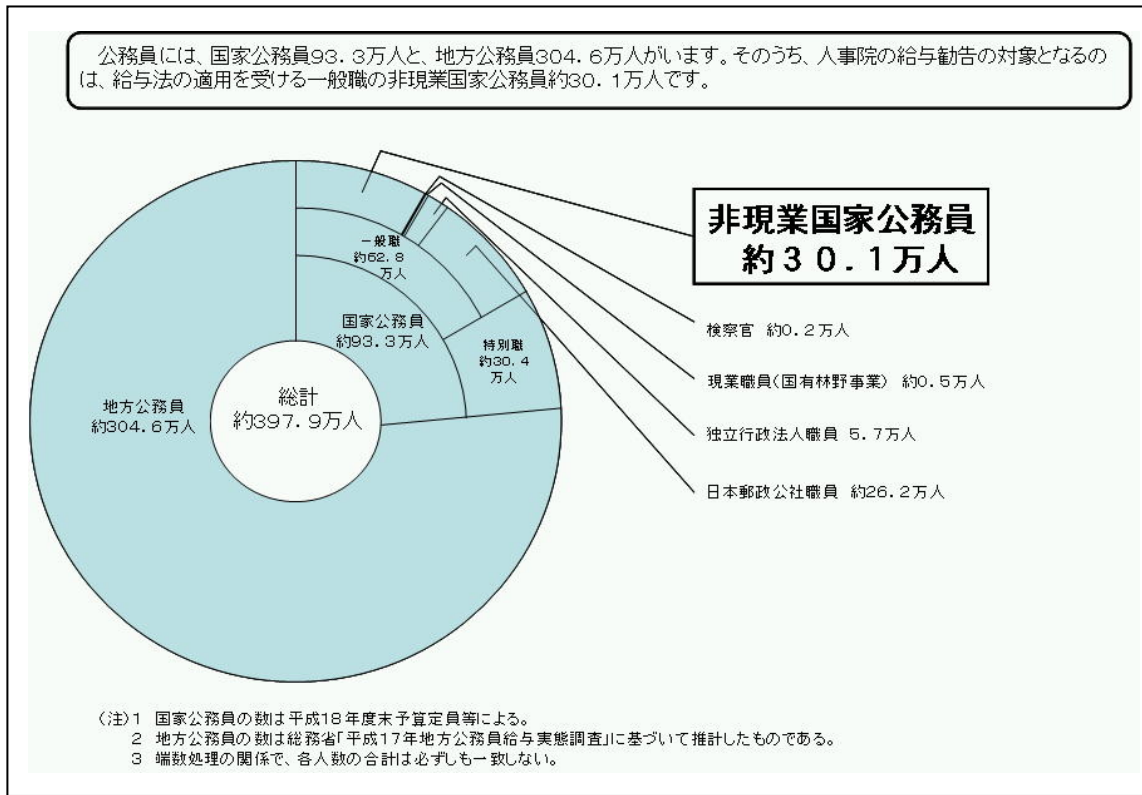 公務員には、国家公務員93.3万人と、地方公務員304.6万人がいます。そのうち、人事院の給与勧告の対象となるの
は、給与法の適用を受ける一般職の非現業国家公務員約30.1万人です。
非現業国家公務員
約30.1万人
一般職
約62.8
万人
国家公務員
約93.3万人
特別職
約30.4
万人
検察官 約0.2万人
現業職員(国有林野事業) 約0.5万人
総計
約397.9万人
地方公務員
約304.6万人
独立行政法人職員 5.7万人
日本郵政公社職員 約26.2万人
(注)1 国家公務員の数は平成18年度末予算定員等による。
2 地方公務員の数は総務省「平成17年地方公務員給与実態調査」に基づいて推計したものである。
3 端数処理の関係で、各人数の合計は必ずしも一致しない。